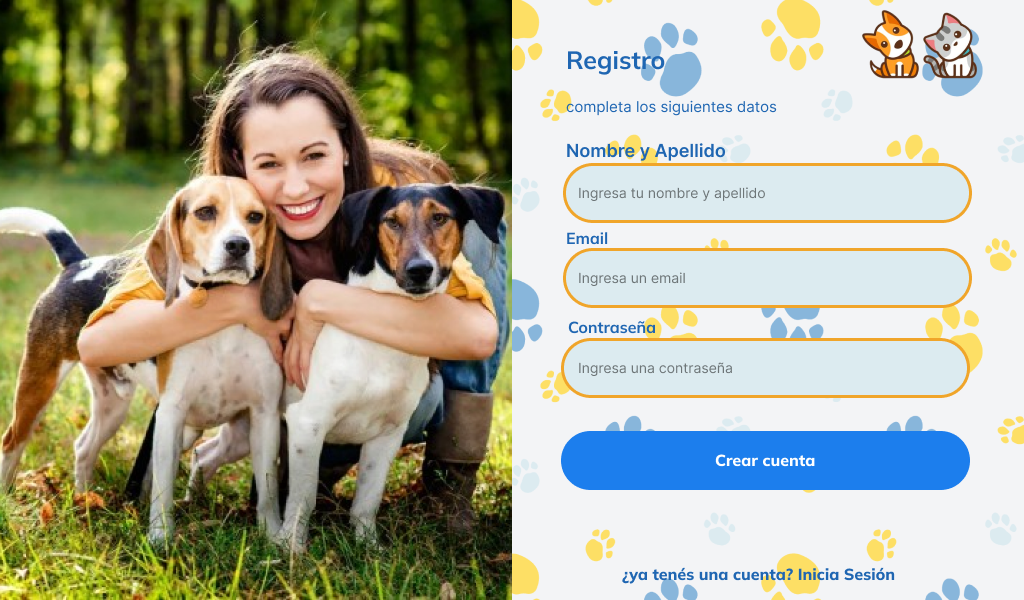 Registro
completa los siguientes datos
Nombre y Apellido
Ingresa tu nombre y apellido
Email
Ingresa un email
Contraseña
Ingresa una contraseña
Crear cuenta
¿ya tenés una cuenta? Inicia Sesión